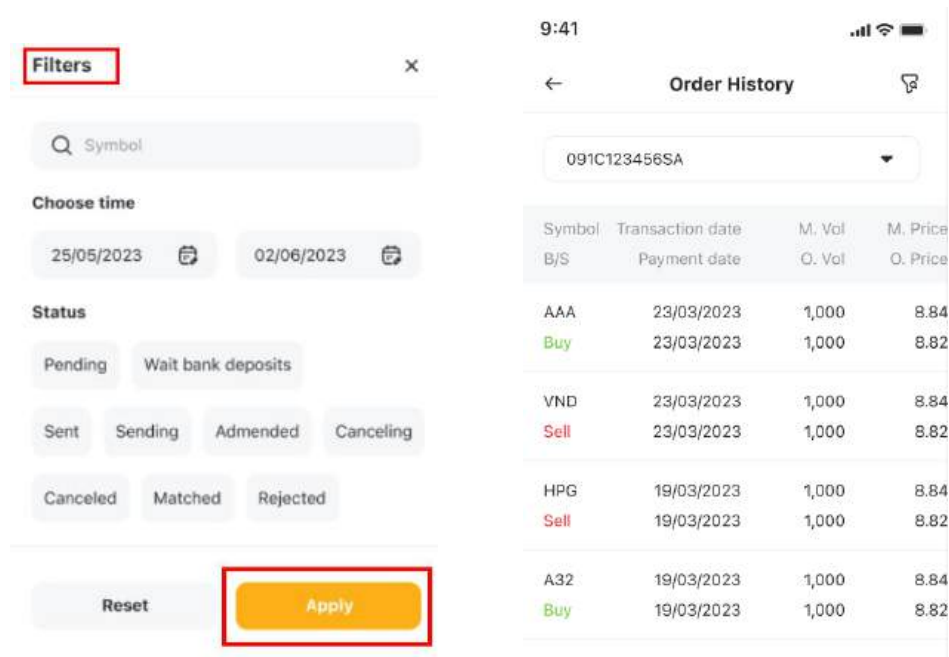 Filters
Symbol
Choose time
25/05/2023 02/06/2023
Status
Pending Wait bank deposits
Sent Sending Admended Canceling
Canceled Matched Rejected
Reset Apply
9:41
Order History
091C123456SA
Symbol Transaction date M. Vol M. Price
B/S Payment date O. Vol O. Price
AAA 23/03/2023 1,000 8.84
Buy 23/03/2023 1,000 8.82
VND 23/03/2023 1,000 8.84
Sell 23/03/2023 1,000 8.82
HPG 19/03/2023 1,000 8.84
Sell 19/03/2023 1,000 8.82
A32 19/03/2023 1,000 8.84
Buy 19/03/2023 1,000 8.82